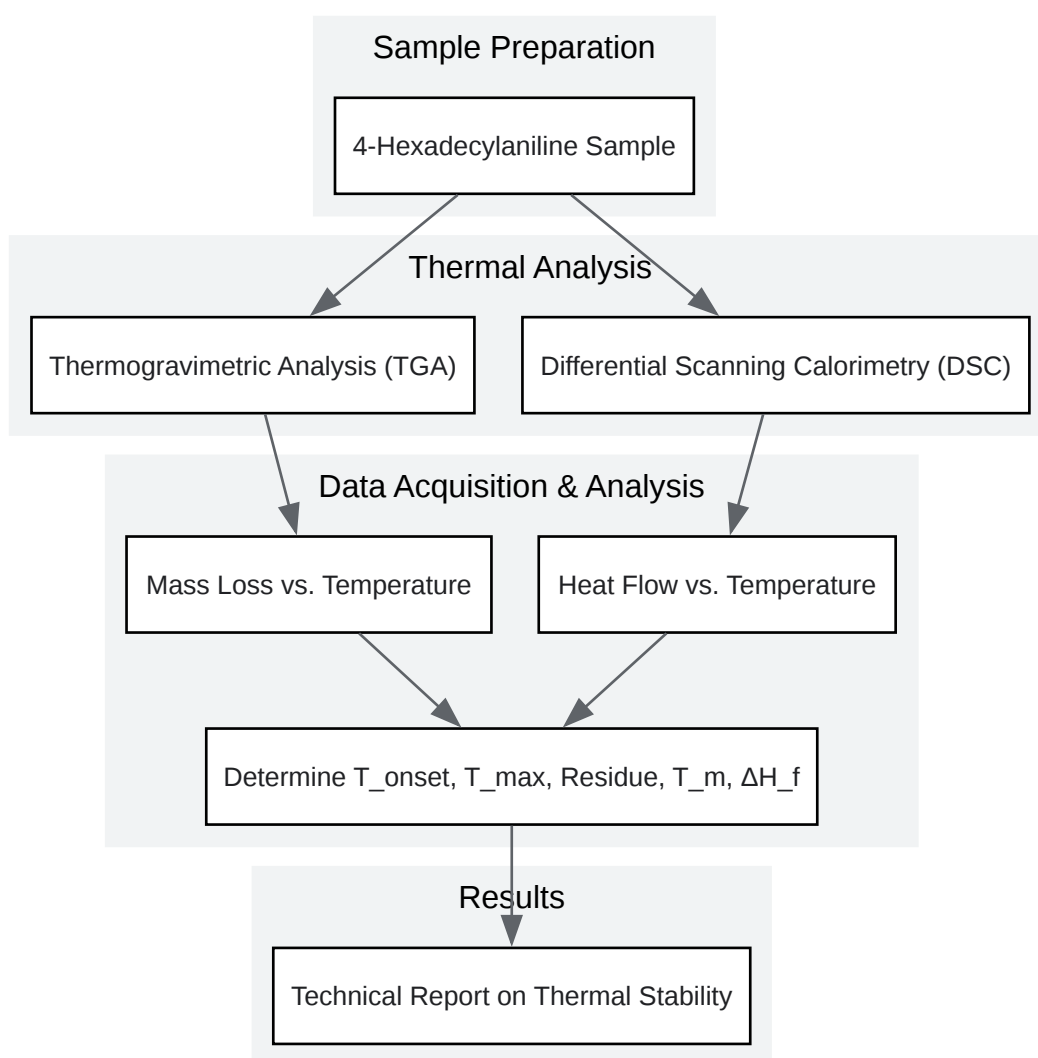 Sample Preparation
4-Hexadecylaniline Sample
Thermal Analysis
Thermogravimetric Analysis (TGA)
Differential Scanning Calorimetry (DSC)
Data Acquisition & Analysis
Mass Loss vs. Temperature
Heat Flow vs. Temperature
Determine T_onset, T_max, Residue, T_m, ΔH_f
Results
Technical Report on Thermal Stability